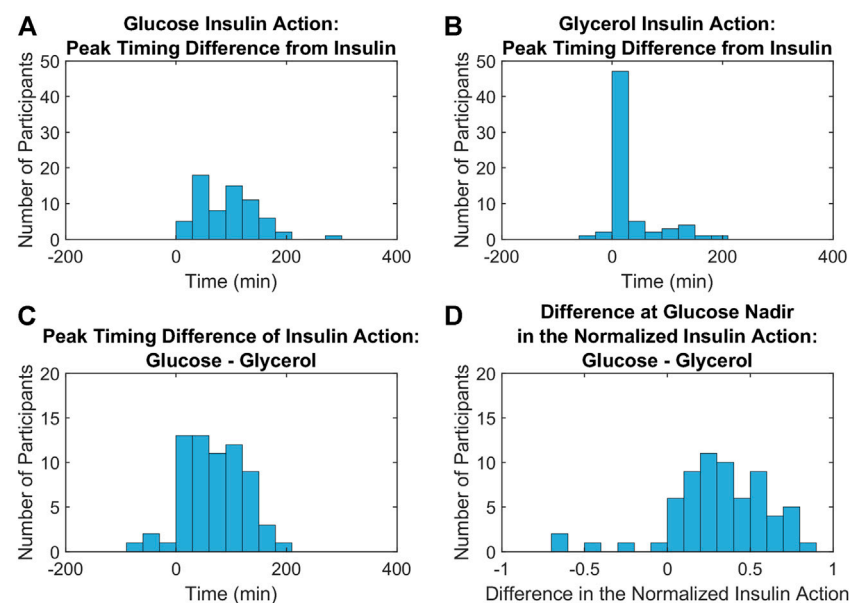 A
Glucose Insulin Action:
Peak Timing Difference from Insulin
Number of Participants
50
40
30
20
10
0
-200
0
200
400
Time (min)
B
Glycerol Insulin Action:
Peak Timing Difference from Insulin
Number of Participants
50
40
30
20
10
0
-200
0
200
400
Time (min)
C
Peak Timing Difference of Insulin Action:
Glucose - Glycerol
Number of Participants
20
15
10
5
0
-200
0
200
400
Time (min)
D
Difference at Glucose Nadir
in the Normalized Insulin Action:
Glucose - Glycerol
Number of Participants
20
15
10
5
0
-1
-0.5
0
0.5
1
Difference in the Normalized Insulin Action